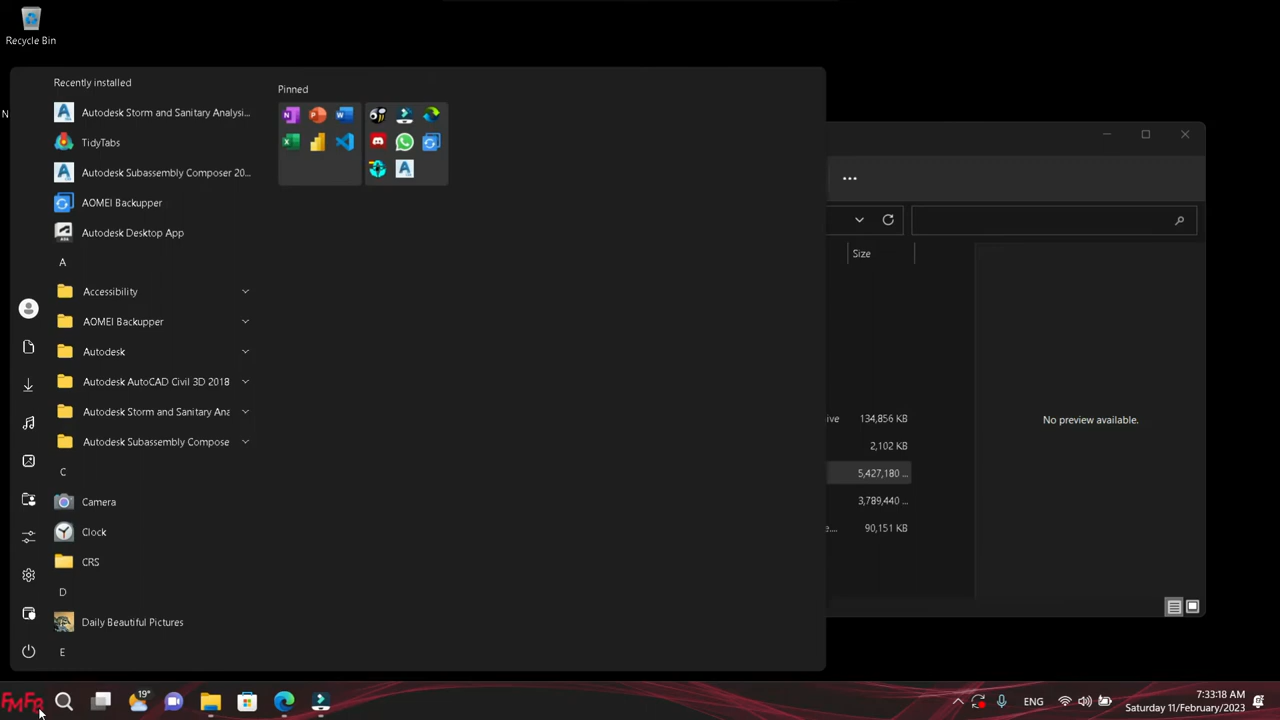 Recycle Bin
N
Recently installed
Autodesk Storm and Sanitary Analysi...
TidyTabs
Autodesk Subassembly Composer 20...
AOMEI Backupper
Autodesk Desktop App
A
Accessibility
AOMEI Backupper
Autodesk
Autodesk AutoCAD Civil 3D 2018
Autodesk Storm and Sanitary Ana
Autodesk Subassembly Compose
C
Camera
Clock
CRS
D
Daily Beautiful Pictures
E
Pinned
Size
ive 134,856 KB
2,102 KB
5,427,180 ...
3,789,440 ...
e... 90,151 KB
No preview available.
FMFR
19°
ENG
7:33:18 AM
Saturday 11/February/2023